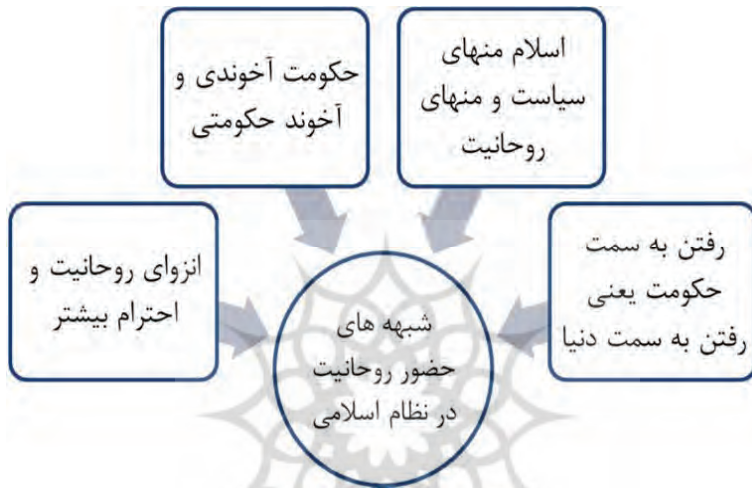 اسلام منهای
سیاست و منهای
روحانیت
حکومت آخوندی و
آخوند حکومتی
رفتن به سمت
حکومت یعنی
رفتن به سمت دنیا
انزوای روحانیت و
احترام بیشتر
شبهه های
حضور روحانیت
در نظام اسلامی